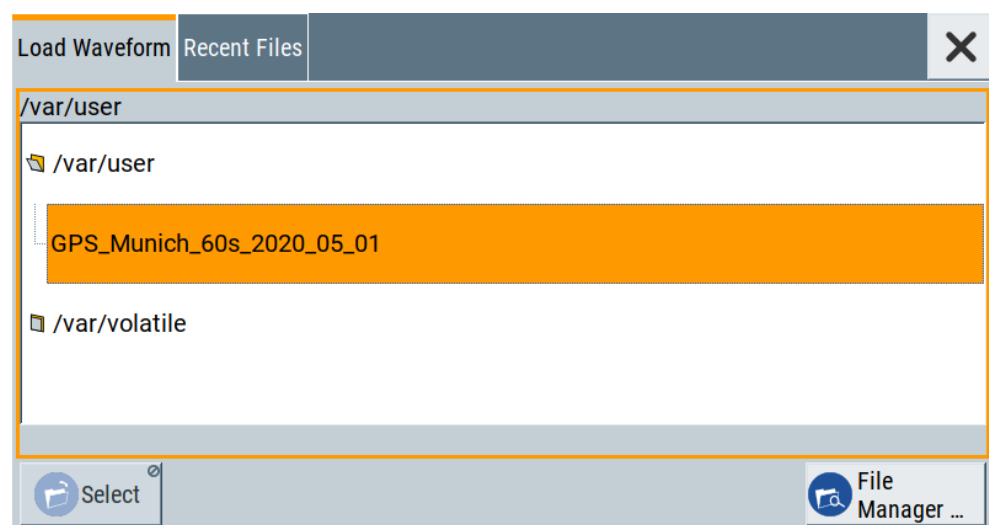 Load Waveform Recent Files
/var/user
/var/user
GPS_Munich_60s_2020_05_01
/var/volatile
Select
File
Manager ...